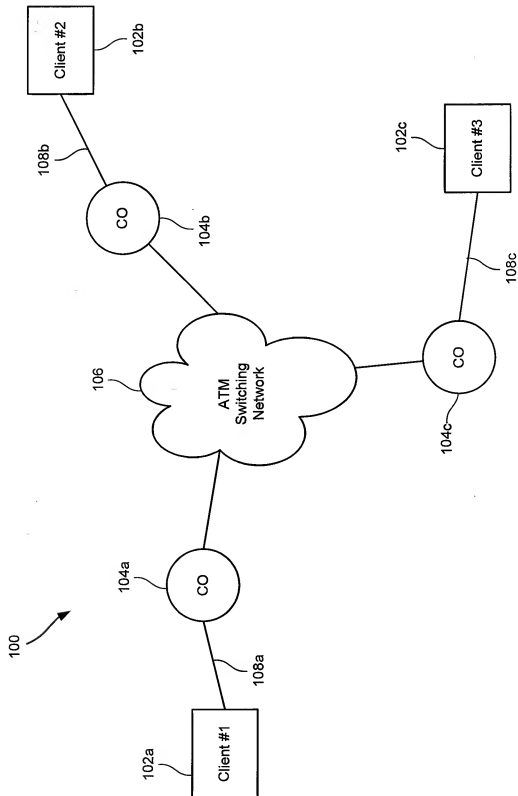 100
102a
Client #1
108a
104a
CO
106
ATM
Switching
Network
104b
CO
108b
102b
Client #2
104c
CO
108c
102c
Client #3